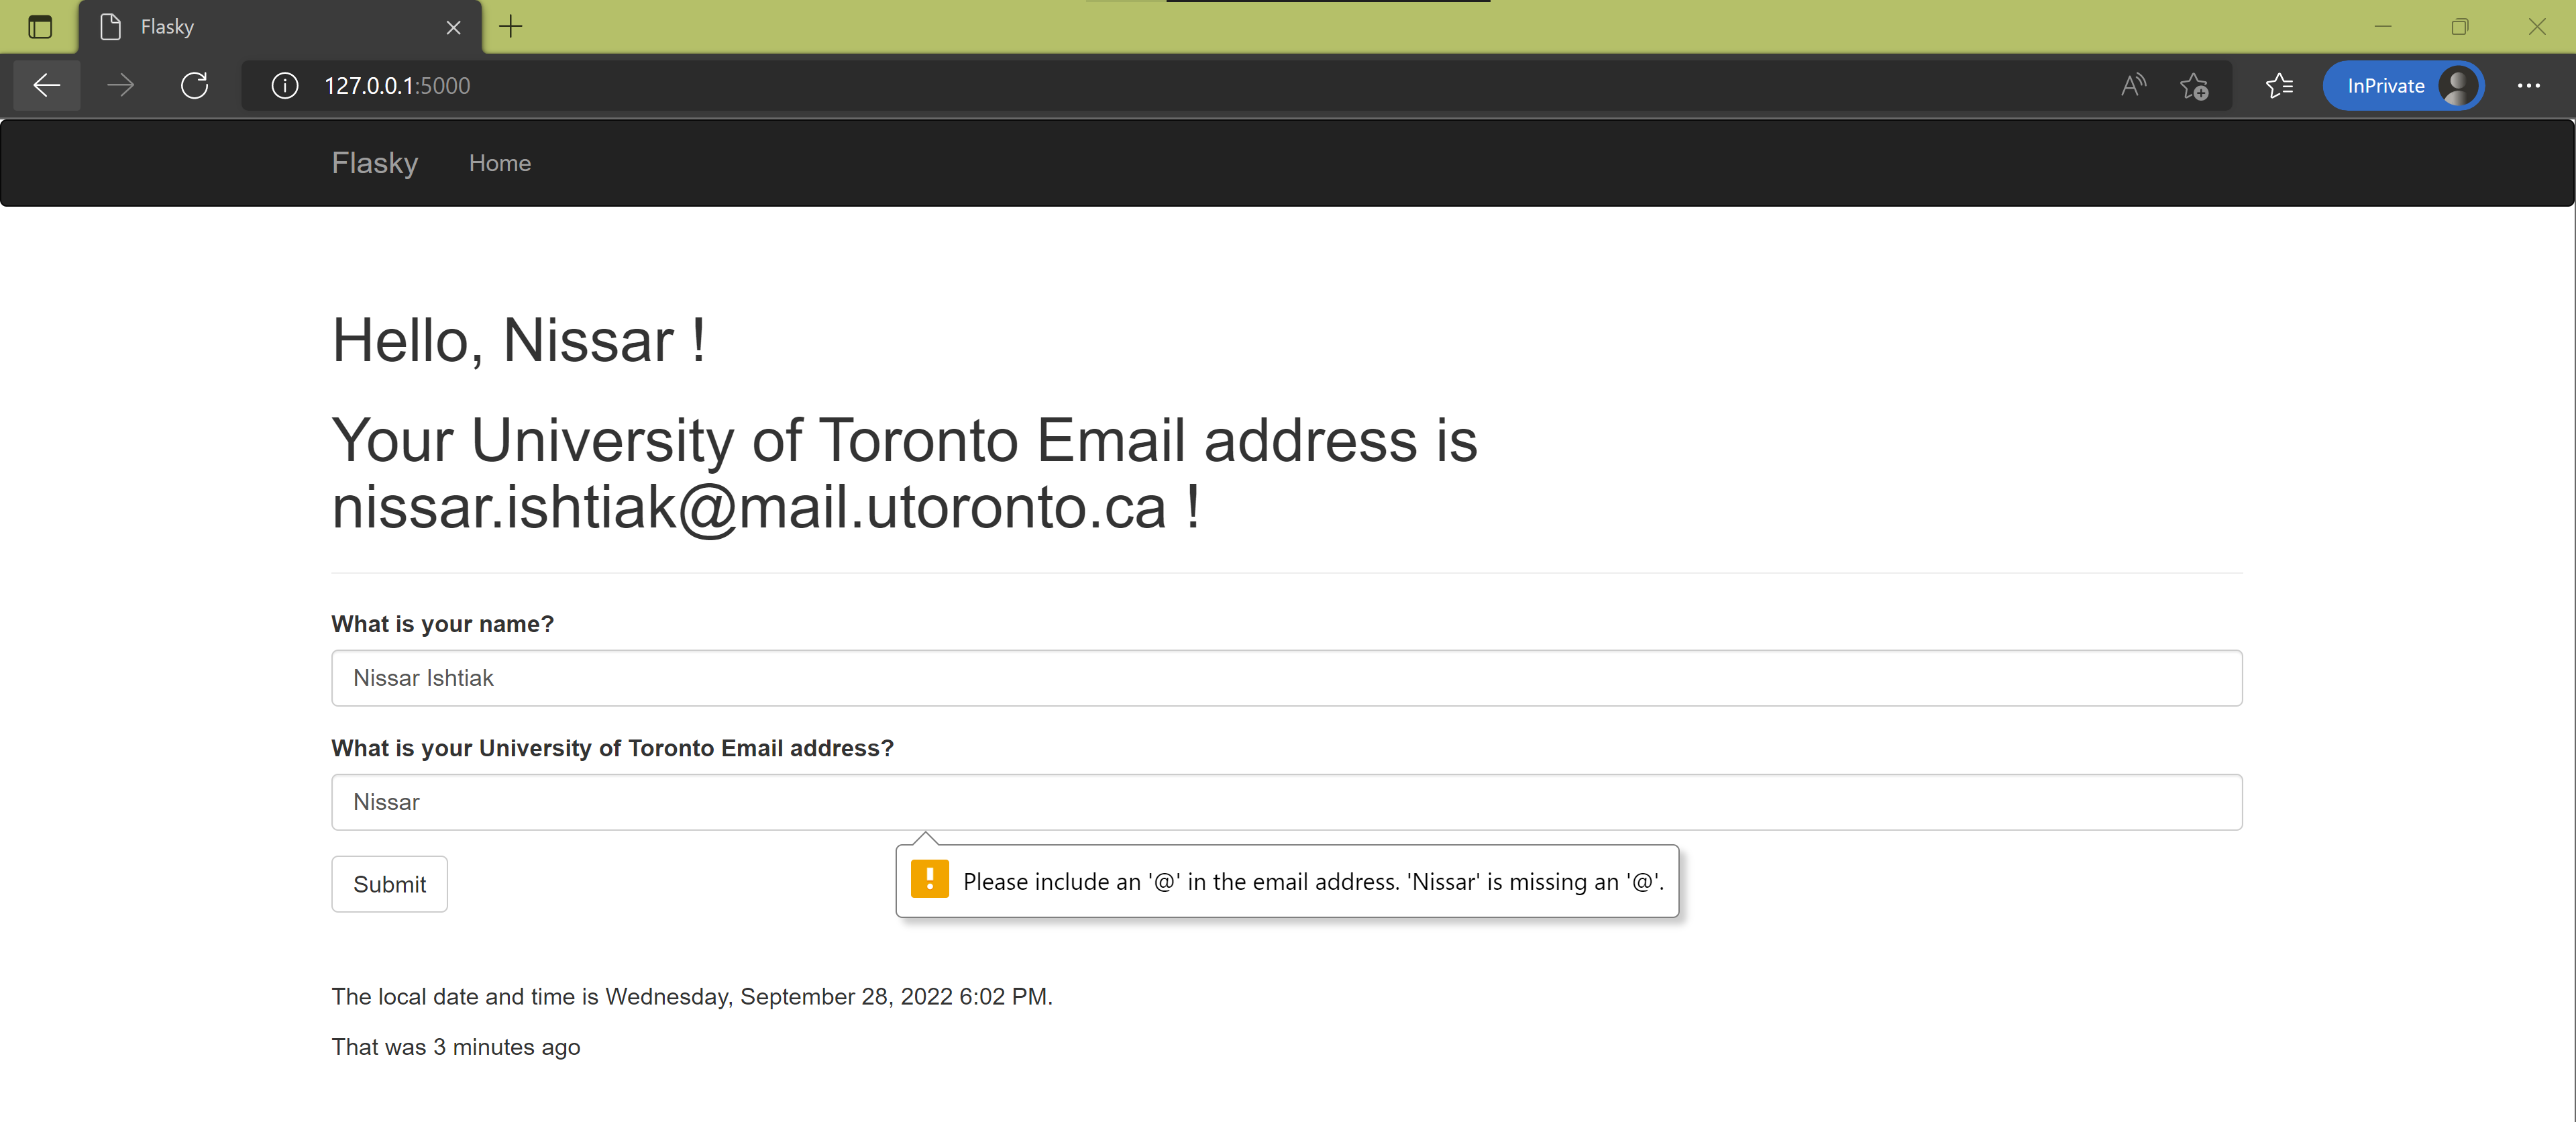 Flasky
127.0.0.1:5000
InPrivate
Flasky Home
Hello, Nissar !
Your University of Toronto Email address is
nissar.ishtiak@mail.utoronto.ca !
What is your name?
Nissar Ishtiak
What is your University of Toronto Email address?
Nissar
Submit
Please include an '@' in the email address. 'Nissar' is missing an '@'.
The local date and time is Wednesday, September 28, 2022 6:02 PM.
That was 3 minutes ago